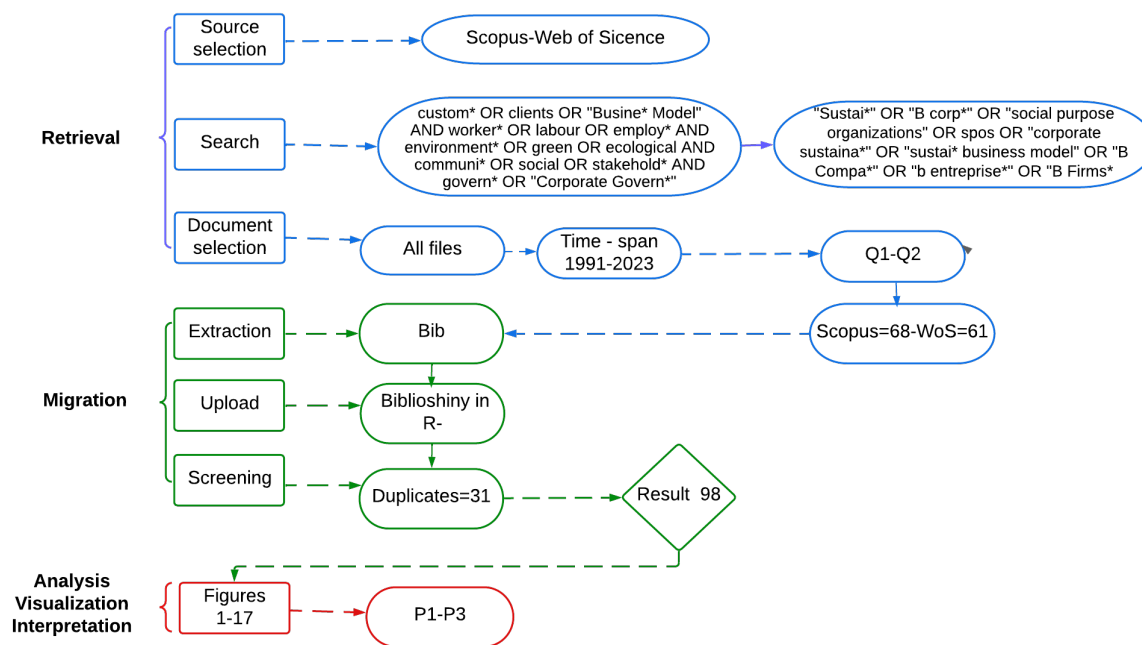 Source
selection
Scopus-Web of Sicence
Retrieval
Search
custom* OR clients OR "Busine* Model"
AND worker* OR labour OR employ* AND
environment* OR green OR ecological AND
communi* OR social OR stakehold* AND
govern* OR "Corporate Govern*"
"Sustai*" OR "B corp*" OR "social purpose
organizations" OR spos OR "corporate
sustaina*" OR "sustai* business model" OR "B
Compa*" OR "b entreprise*" OR "B Firms*
Document
selection
All files
Time - span
1991-2023
Q1-Q2
Scopus=68-WoS=61
Migration
Extraction
Bib
Upload
Biblioshiny in
R-
Screening
Duplicates=31
Result 98
Analysis
Visualization
Interpretation
Figures
1-17
P1-P3